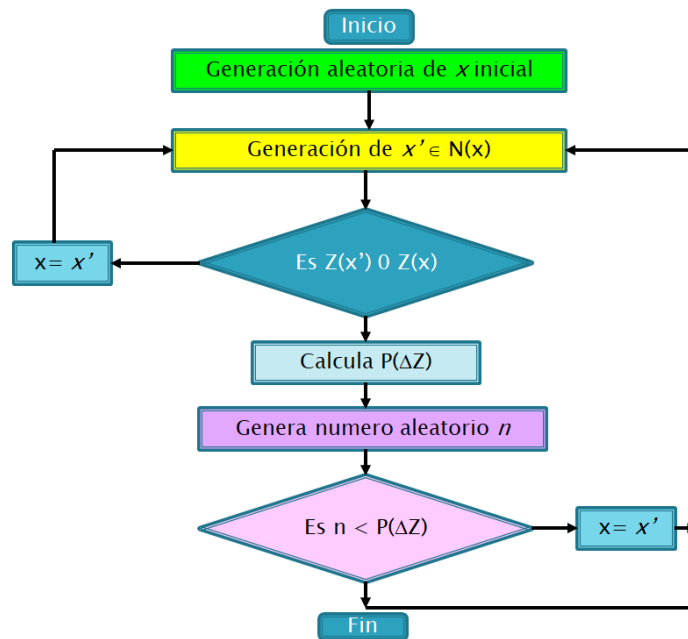 Inicio
Generación aleatoria de x inicial
Generación de x’ ∈ N(x)
Es Z(x’) 0 Z(x)
x= x’
Calcula P(ΔZ)
Genera numero aleatorio n
Es n < P(ΔZ)
x= x’
Fin